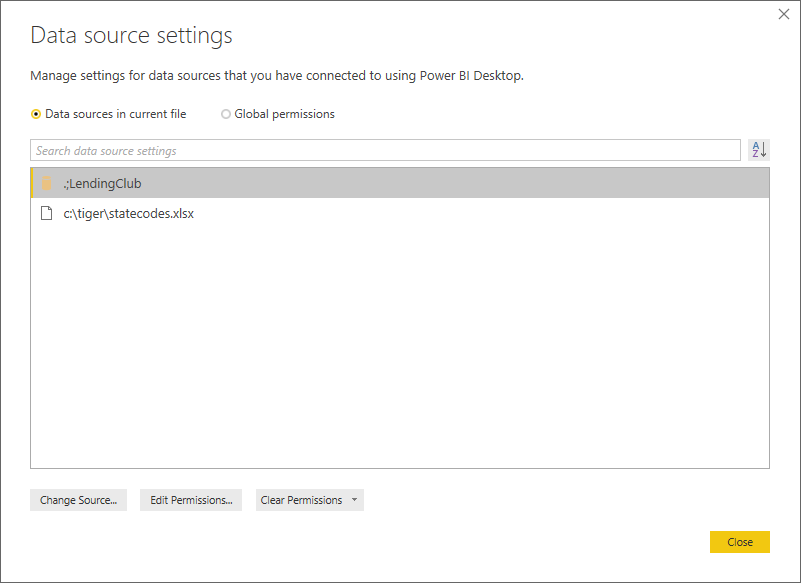 Data source settings
Manage settings for data sources that you have connected to using Power BI Desktop.
Data sources in current file Global permissions
Search data source settings
A
Z
.;LendingClub
c:\tiger\statecodes.xlsx
Change Source... Edit Permissions... Clear Permissions
Close